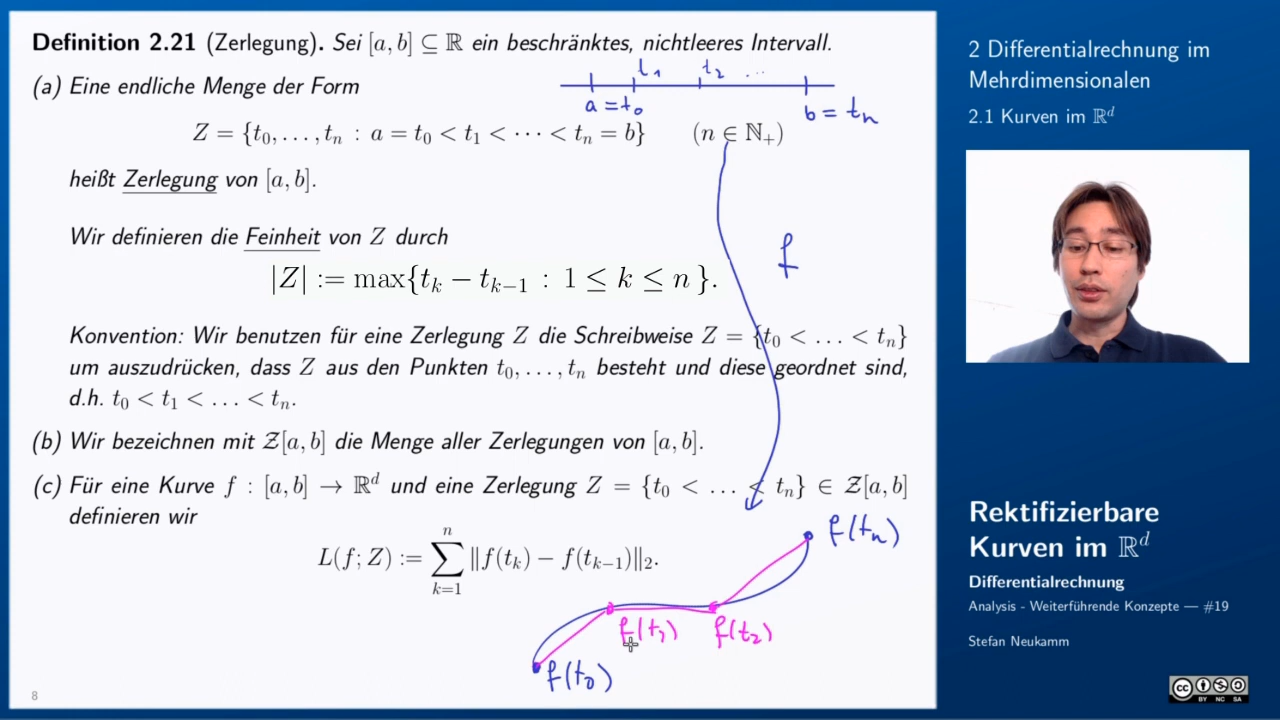 Definition 2.21 (Zerlegung). Sei [a, b] ⊆ ℝ ein beschränktes, nichtleeres Intervall.
(a) Eine endliche Menge der Form
t₁ t₂ ...
a = t₀ b = tₙ
Z = {t₀, . . . , tₙ : a = t₀ < t₁ < · · · < tₙ = b} (n ∈ ℕ₊)
heißt Zerlegung von [a, b].
Wir definieren die Feinheit von Z durch
f
|Z| := max{tₖ − tₖ₋₁ : 1 ≤ k ≤ n }.
Konvention: Wir benutzen für eine Zerlegung Z die Schreibweise Z = {t₀ < . . . < tₙ}
um auszudrücken, dass Z aus den Punkten t₀, . . . , tₙ besteht und diese geordnet sind,
d.h. t₀ < t₁ < . . . < tₙ.
(b) Wir bezeichnen mit 𝒵[a, b] die Menge aller Zerlegungen von [a, b].
(c) Für eine Kurve f : [a, b] → ℝᵈ und eine Zerlegung Z = {t₀ < . . . < tₙ} ∈ 𝒵[a, b]
definieren wir
L(f; Z) := ∑ₖ₌₁ⁿ ‖f(tₖ) − f(tₖ₋₁)‖₂.
f(tₙ)
f(t₁) f(t₂)
f(t₀)
8
2 Differentialrechnung im
Mehrdimensionalen
2.1 Kurven im ℝᵈ
Rektifizierbare
Kurven im ℝᵈ
Differentialrechnung
Analysis - Weiterführende Konzepte — #19
Stefan Neukamm
cc
BY NC SA